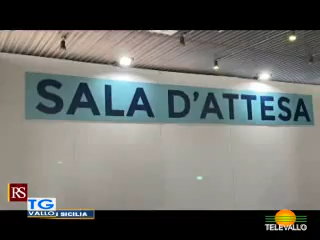 SALA D'ATTESA
RS
TG
VALLO SICILIA
TELEVALLO